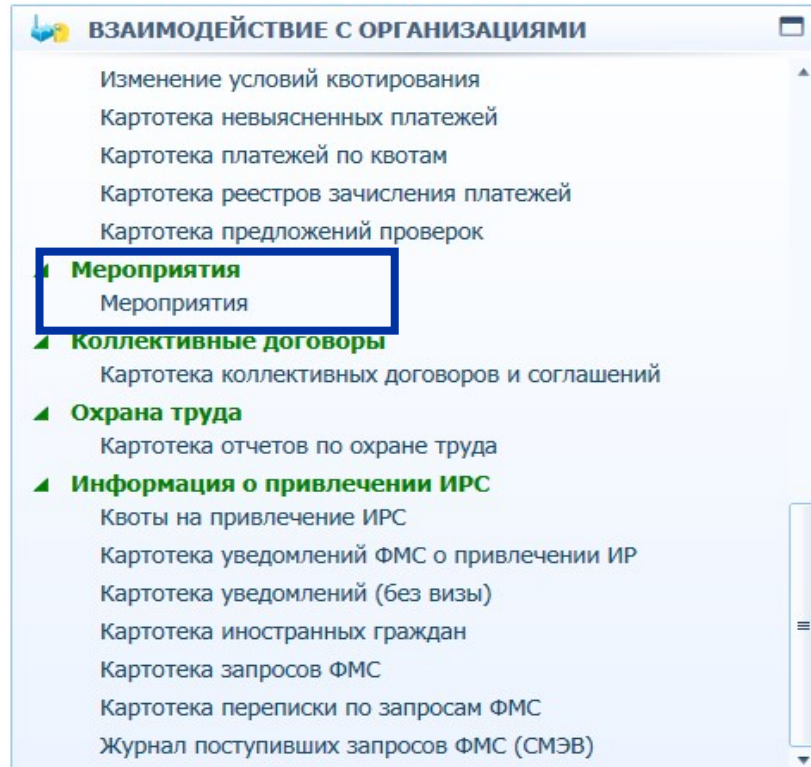 ВЗАИМОДЕЙСТВИЕ С ОРГАНИЗАЦИЯМИ
Изменение условий квотирования
Картотека невыясненных платежей
Картотека платежей по квотам
Картотека реестров зачисления платежей
Картотека предложений проверок
Мероприятия
Мероприятия
Коллективные договоры
Картотека коллективных договоров и соглашений
Охрана труда
Картотека отчетов по охране труда
Информация о привлечении ИРС
Квоты на привлечение ИРС
Картотека уведомлений ФМС о привлечении ИР
Картотека уведомлений (без визы)
Картотека иностранных граждан
Картотека запросов ФМС
Картотека переписки по запросам ФМС
Журнал поступивших запросов ФМС (СМЭВ)